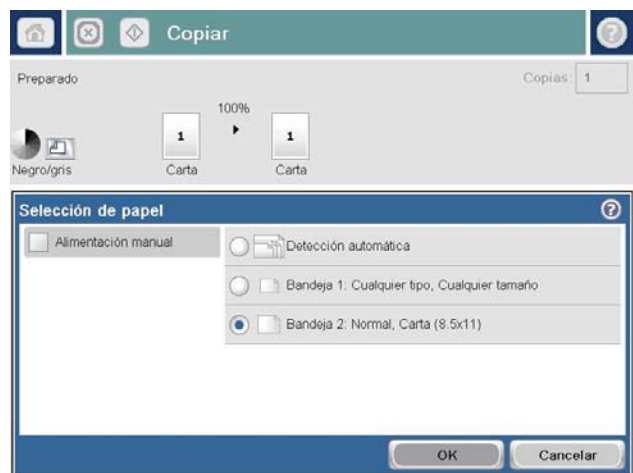 Copiar
Preparado
Copias: 1
100%
1
1
Negro/gris
Carta
Carta
Selección de papel
Alimentación manual
Detección automática
Bandeja 1: Cualquier tipo, Cualquier tamaño
Bandeja 2: Normal, Carta (8.5x11)
OK
Cancelar